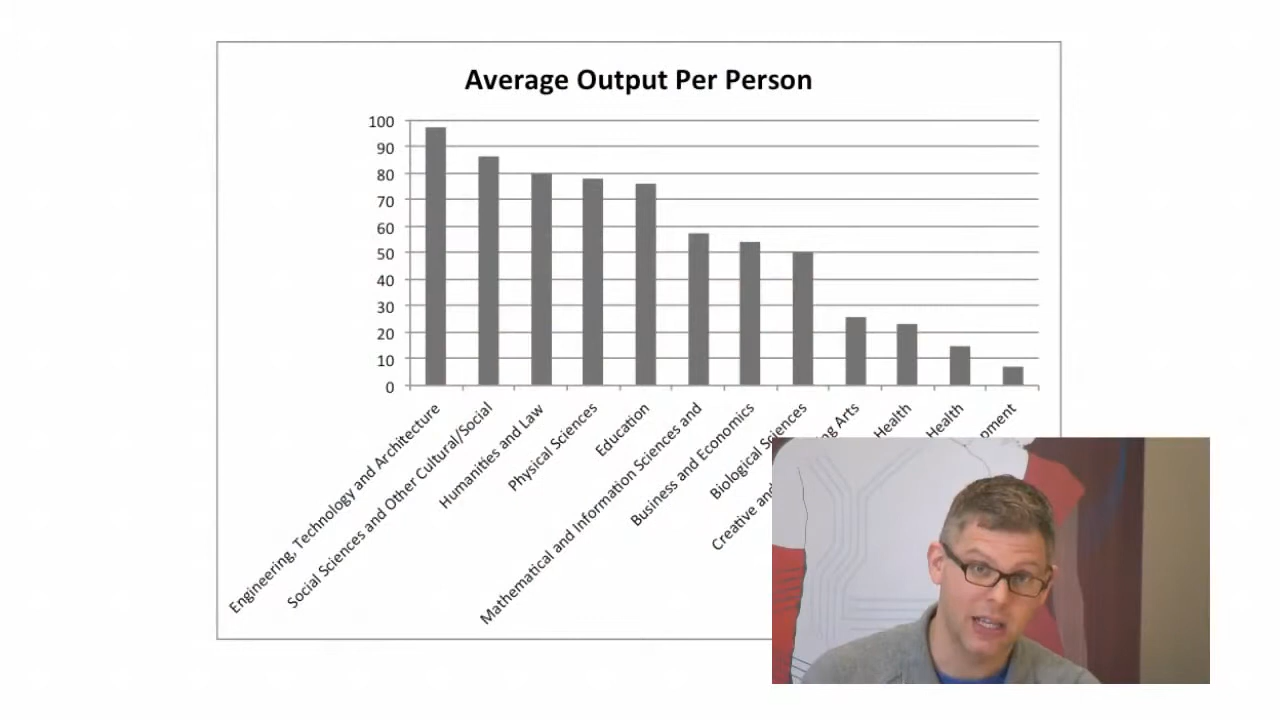 Average Output Per Person
100
90
80
70
60
50
40
30
20
10
0
Engineering, Technology and Architecture
Social Sciences and Other Cultural/Social
Humanities and Law
Physical Sciences
Education
Mathematical and Information Sciences and
Business and Economics
Biological Sciences
Creative and
Arts
Health
Health